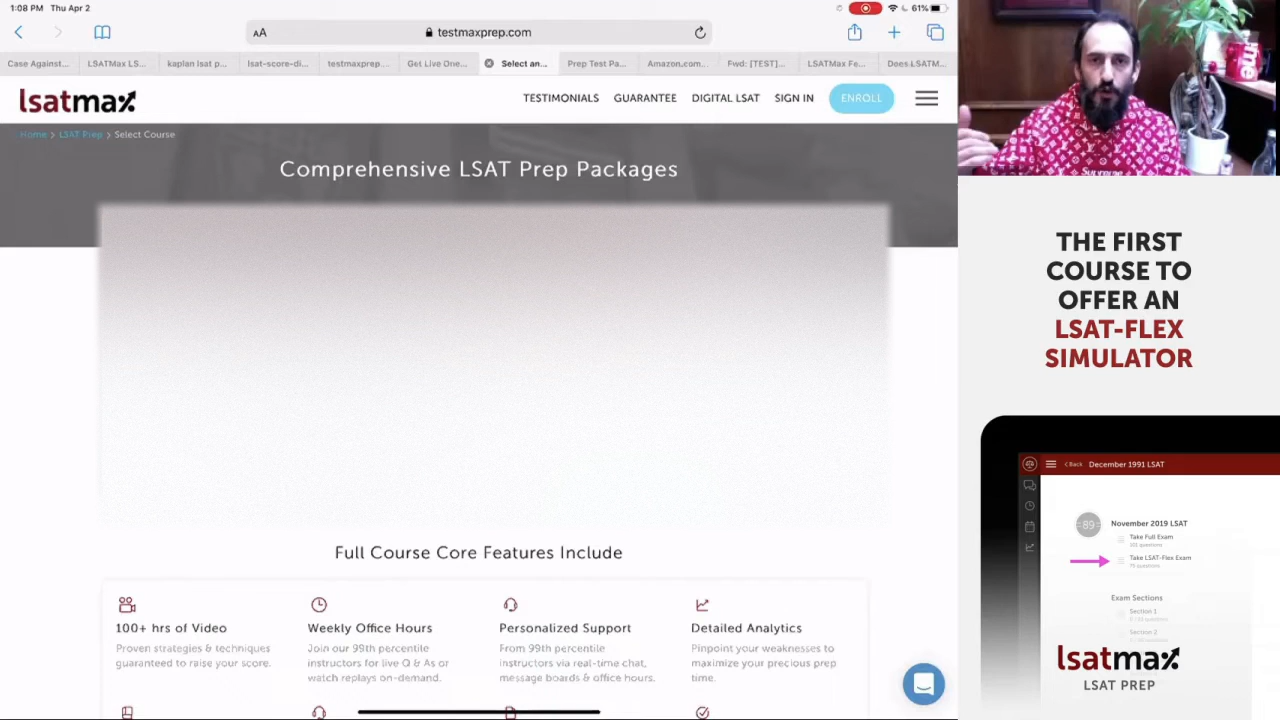 1:08 PM Thu Apr 2
61%
AA
testmaxprep.com
Case Against...
LSATMax LS...
kaplan lsat p...
lsat-score-di...
testmaxprep...
Get Live One...
Select an...
Prep Test Pa...
Amazon.com...
Fwd: [TEST]...
LSATMax Fe...
Does LSATM...
lsatmax
TESTIMONIALS
GUARANTEE
DIGITAL LSAT
SIGN IN
ENROLL
Home > LSAT Prep > Select Course
Comprehensive LSAT Prep Packages
Full Course Core Features Include
100+ hrs of Video
Proven strategies & techniques
guaranteed to raise your score.
Weekly Office Hours
Join our 99th percentile
instructors for live Q & As or
watch replays on-demand.
Personalized Support
From 99th percentile
instructors via real-time chat,
message boards & office hours.
Detailed Analytics
Pinpoint your weaknesses to
maximize your precious prep
time.
Supreme
THE FIRST
COURSE TO
OFFER AN
LSAT-FLEX
SIMULATOR
< Back December 1991 LSAT
89
November 2019 LSAT
Take Full Exam
101 questions
Take LSAT-Flex Exam
75 questions
Exam Sections
Section 1
Section 2
lsatmax
LSAT PREP